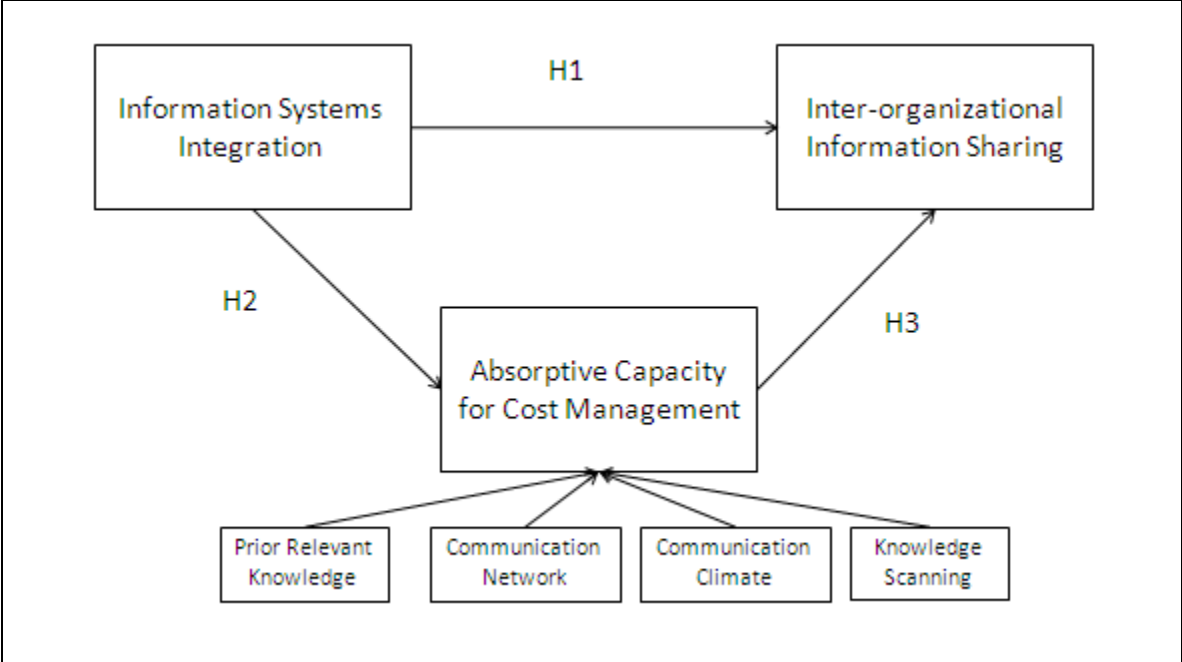 H1
Information Systems
Integration
Inter-organizational
Information Sharing
H2
H3
Absorptive Capacity
for Cost Management
Prior Relevant
Knowledge
Communication
Network
Communication
Climate
Knowledge
Scanning